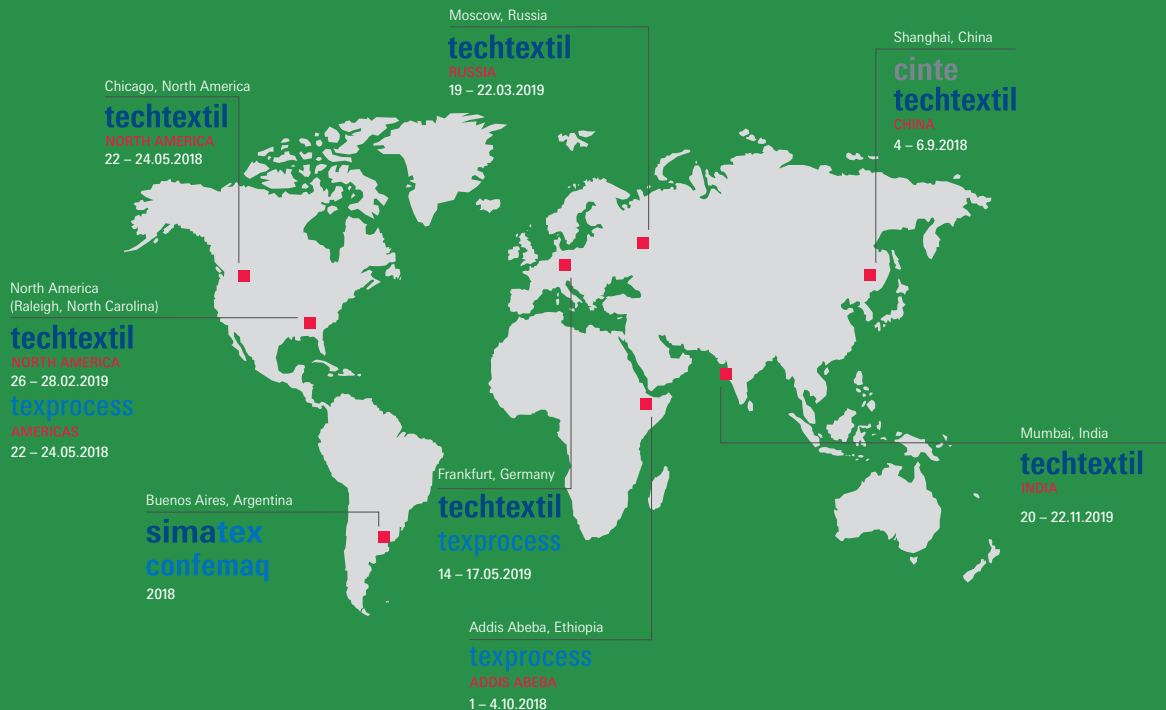 Moscow, Russia
techtextil
RUSSIA
19 – 22.03.2019
Shanghai, China
cinte
techtextil
CHINA
4 – 6.9.2018
Chicago, North America
techtextil
NORTH AMERICA
22 – 24.05.2018
North America
(Raleigh, North Carolina)
techtextil
NORTH AMERICA
26 – 28.02.2019
texprocess
AMERICAS
22 – 24.05.2018
Mumbai, India
techtextil
INDIA
20 – 22.11.2019
Frankfurt, Germany
techtextil
texprocess
14 – 17.05.2019
Buenos Aires, Argentina
simatex
confemaq
2018
Addis Abeba, Ethiopia
texprocess
ADDIS ABEBA
1 – 4.10.2018